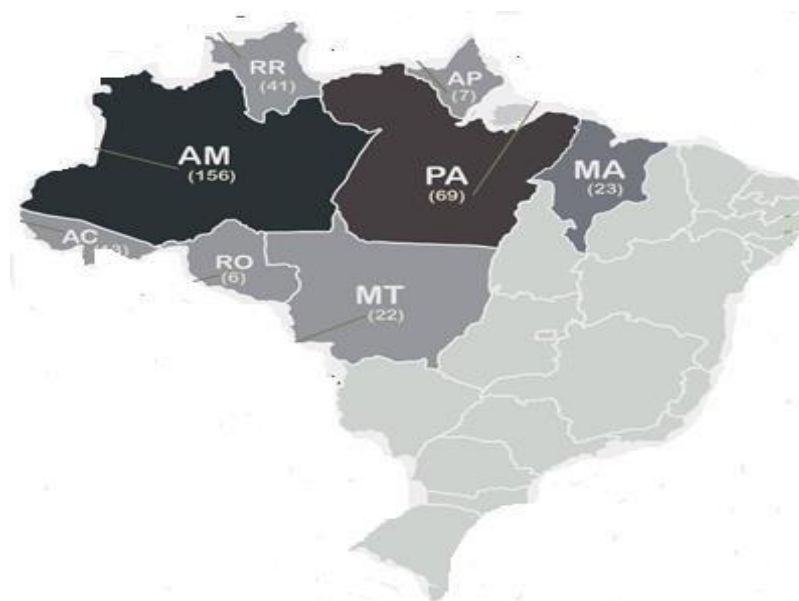 RR
(41)
AP
(7)
AM
(156)
PA
(69)
MA
(23)
AC
RO
(6)
MT
(22)